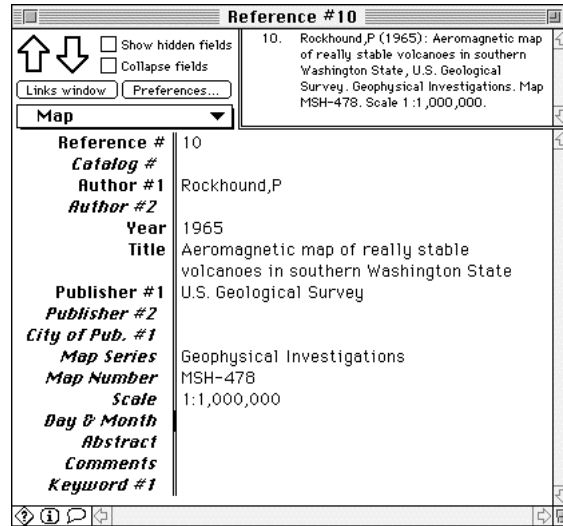 Reference #10
Show hidden fields
Collapse fields
Links window
Preferences...
Map
10. Rockhound,P (1965): Aeromagnetic map
of really stable volcanoes in southern
Washington State, U.S. Geological
Survey. Geophysical Investigations. Map
MSH-478. Scale 1:1,000,000.
Reference # 10
Catalog #
Author #1 Rockhound,P
Author #2
Year 1965
Title Aeromagnetic map of really stable
volcanoes in southern Washington State
Publisher #1 U.S. Geological Survey
Publisher #2
City of Pub. #1
Map Series Geophysical Investigations
Map Number MSH-478
Scale 1:1,000,000
Day & Month
Abstract
Comments
Keyword #1